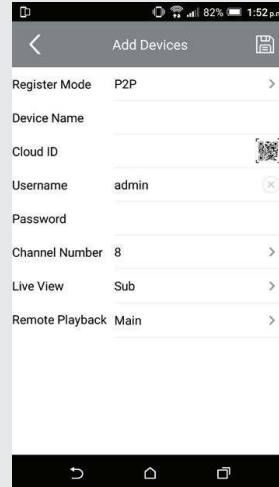 82% 1:52 p.m
Add Devices
Register Mode P2P
Device Name
Cloud ID
Username admin
Password
Channel Number 8
Live View Sub
Remote Playback Main